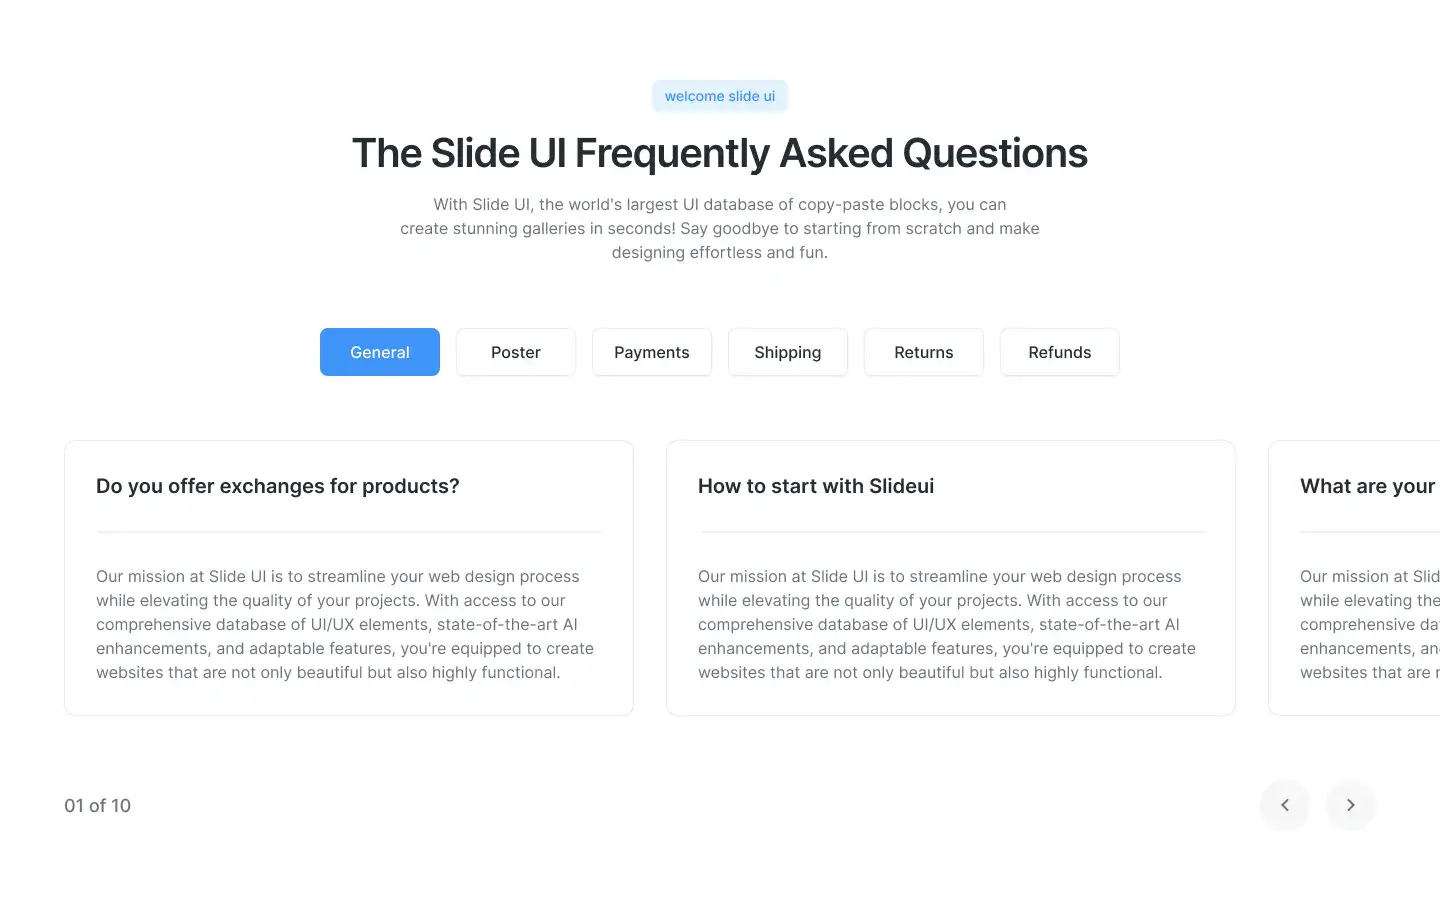 welcome slide ui
The Slide UI Frequently Asked Questions
With Slide UI, the world's largest UI database of copy-paste blocks, you can
create stunning galleries in seconds! Say goodbye to starting from scratch and make
designing effortless and fun.
General
Poster
Payments
Shipping
Returns
Refunds
Do you offer exchanges for products?
Our mission at Slide UI is to streamline your web design process
while elevating the quality of your projects. With access to our
comprehensive database of UI/UX elements, state-of-the-art AI
enhancements, and adaptable features, you're equipped to create
websites that are not only beautiful but also highly functional.
How to start with Slideui
Our mission at Slide UI is to streamline your web design process
while elevating the quality of your projects. With access to our
comprehensive database of UI/UX elements, state-of-the-art AI
enhancements, and adaptable features, you're equipped to create
websites that are not only beautiful but also highly functional.
What are your
Our mission at
while elevating the
comprehensive
enhancements,
websites that are
01 of 10